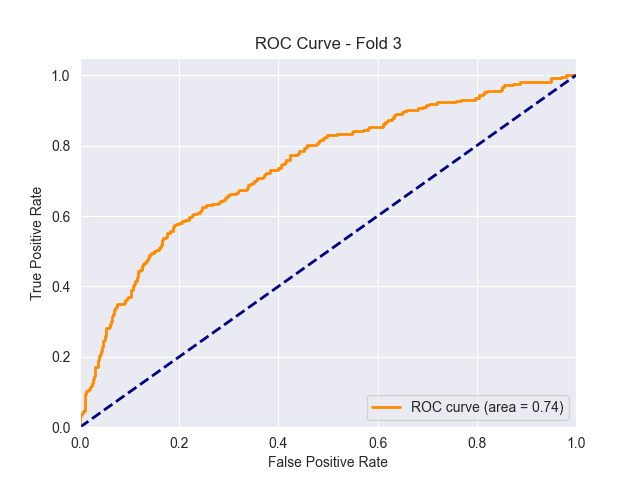 ROC Curve - Fold 3
True Positive Rate
1.0
0.8
0.6
0.4
0.2
0.0
0.0 0.2 0.4 0.6 0.8 1.0
False Positive Rate
ROC curve (area = 0.74)